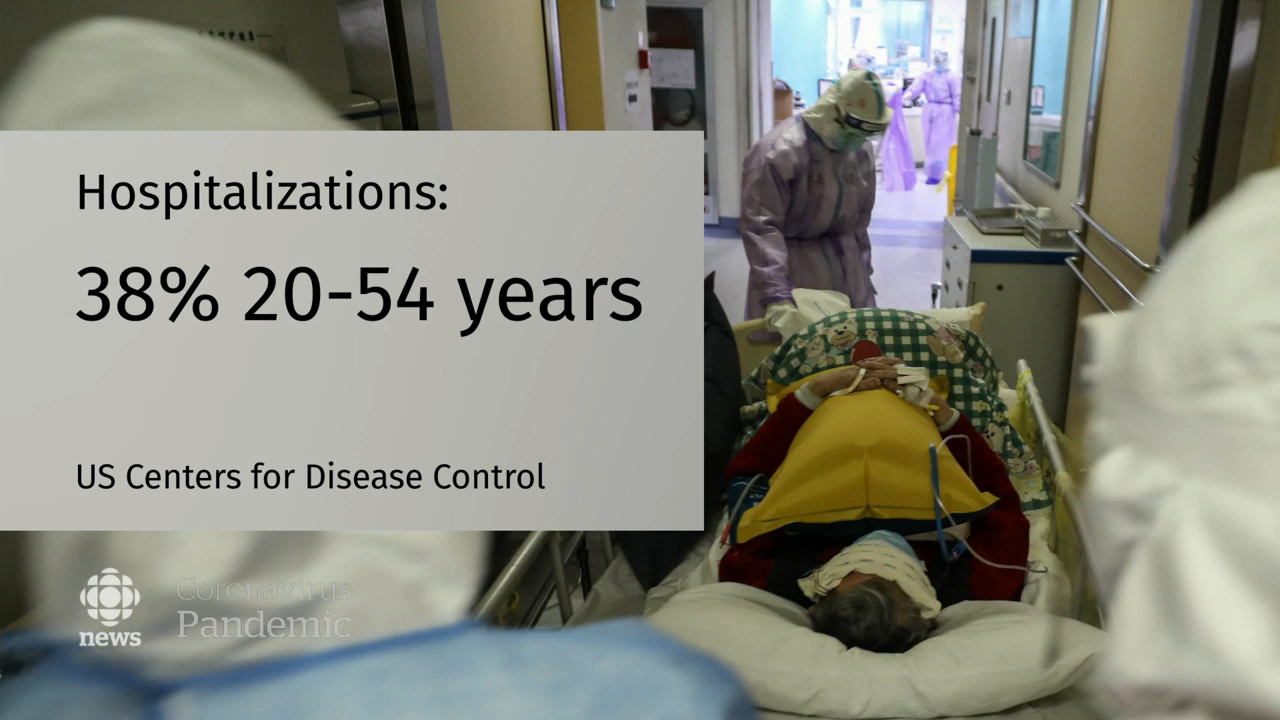 Hospitalizations:
38% 20-54 years
US Centers for Disease Control
news
Coronavirus
Pandemic